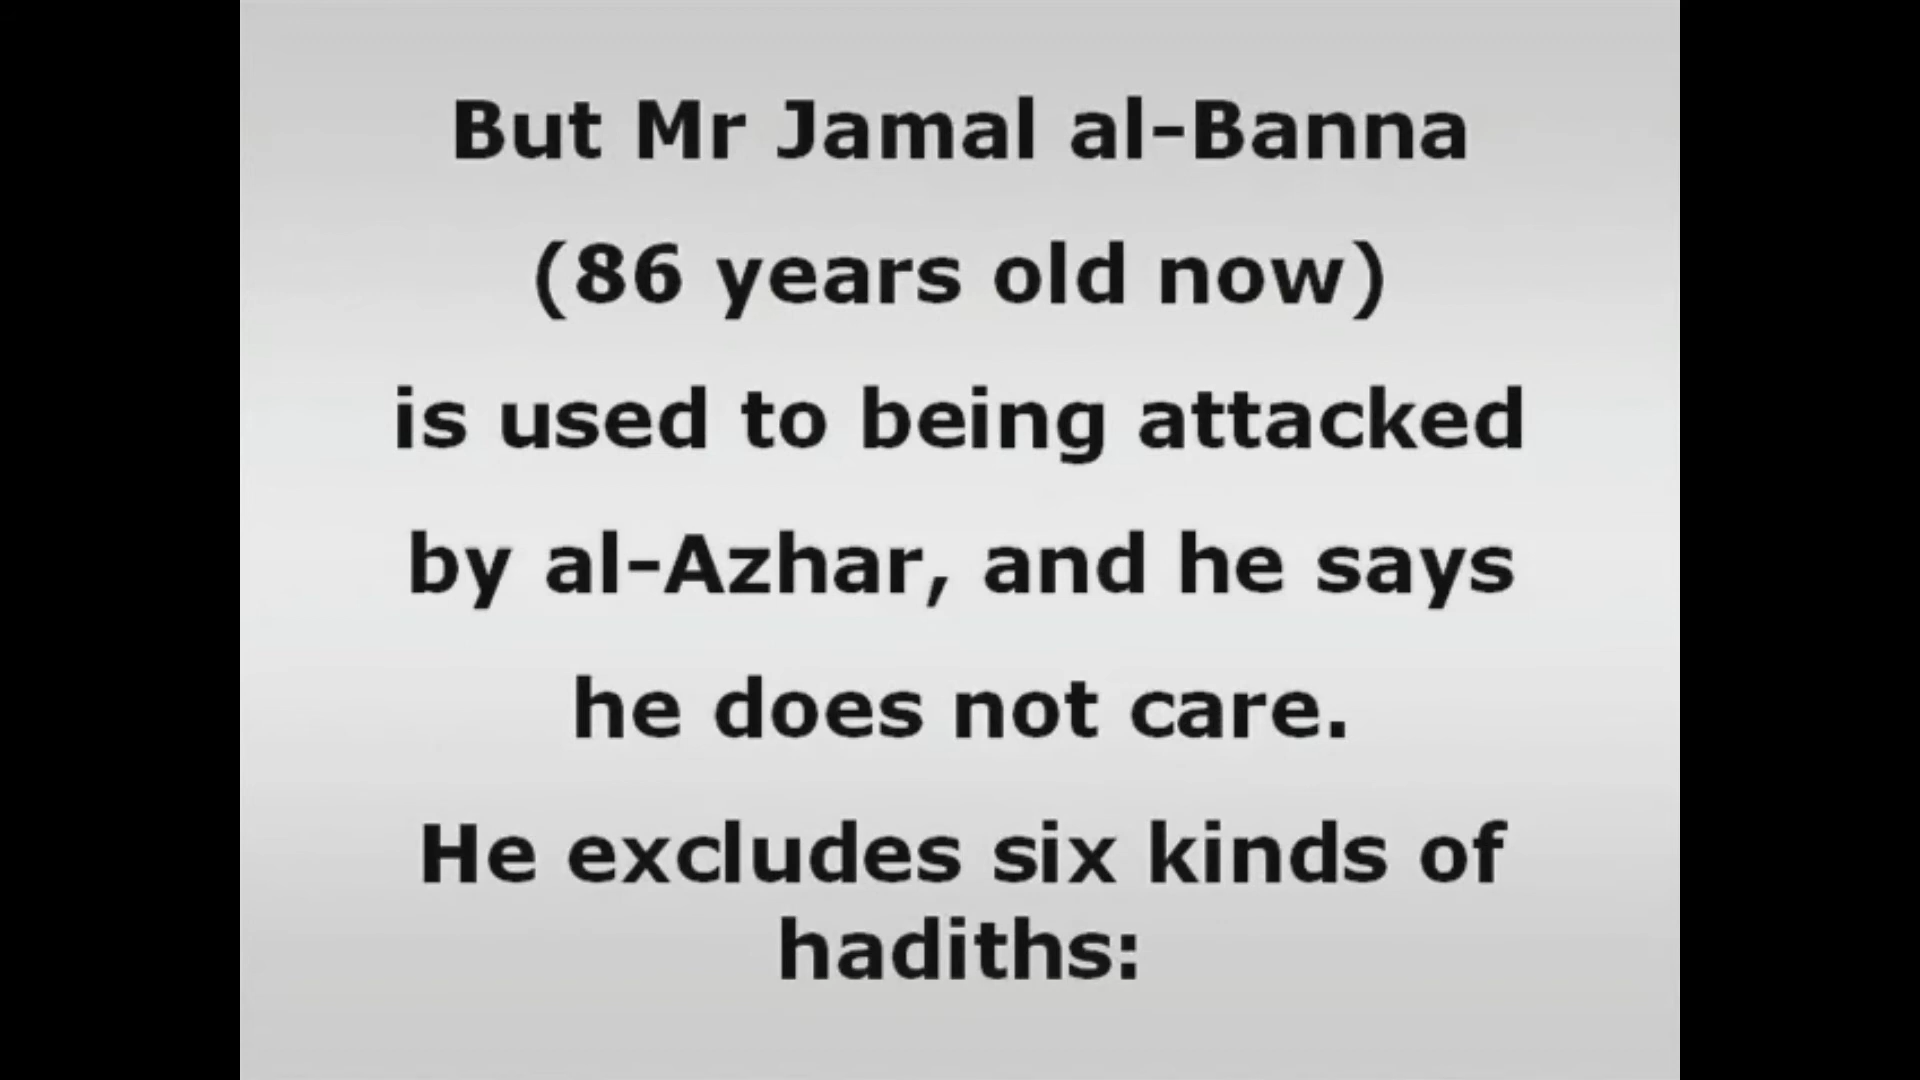 But Mr Jamal al-Banna
(86 years old now)
is used to being attacked
by al-Azhar, and he says
he does not care.
He excludes six kinds of
hadiths: